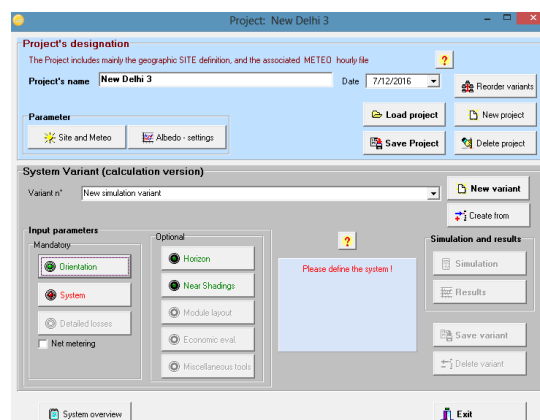 Project: New Delhi 3
Project's designation
The Project includes mainly the geographic SITE definition, and the associated METEO hourly file
?
Project's name New Delhi 3 Date 7/12/2016
Reorder variants
Parameter
Load project New project
Site and Meteo Albedo - settings Save Project Delete project
System Variant (calculation version)
Variant n° New simulation variant New variant
Create from
Input parameters
Mandatory
Orientation
System
Detailed losses
Net metering
Optional
Horizon
Near Shadings
Module layout
Economic eval.
Miscellaneous tools
?
Please define the system !
Simulation and results
Simulation
Results
Save variant
Delete variant
System overview Exit